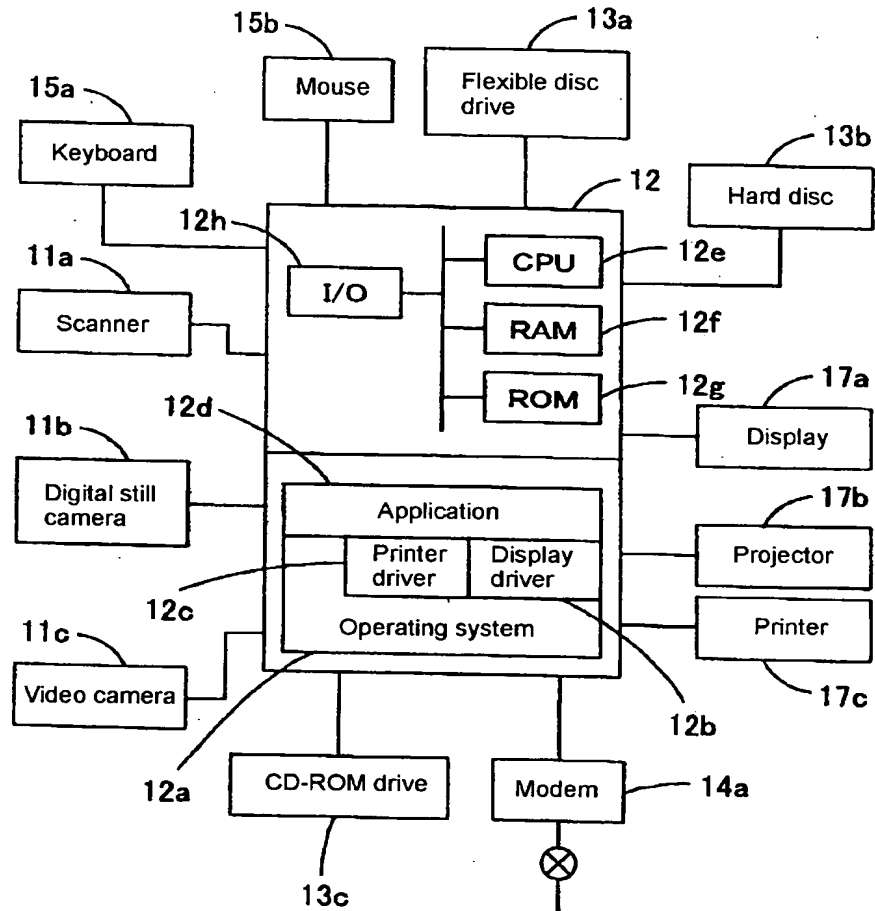 13a
15b
Mouse
Flexible disc
drive
15a
Keyboard
13b
Hard disc
12
12h
I/O
CPU
12e
11a
Scanner
RAM
12f
ROM
12g
12d
17a
Display
11b
Digital still
camera
Application
17b
Projector
Printer
driver
Display
driver
12c
Operating system
Printer
11c
Video camera
17c
12b
12a
CD-ROM drive
Modem
14a
13c